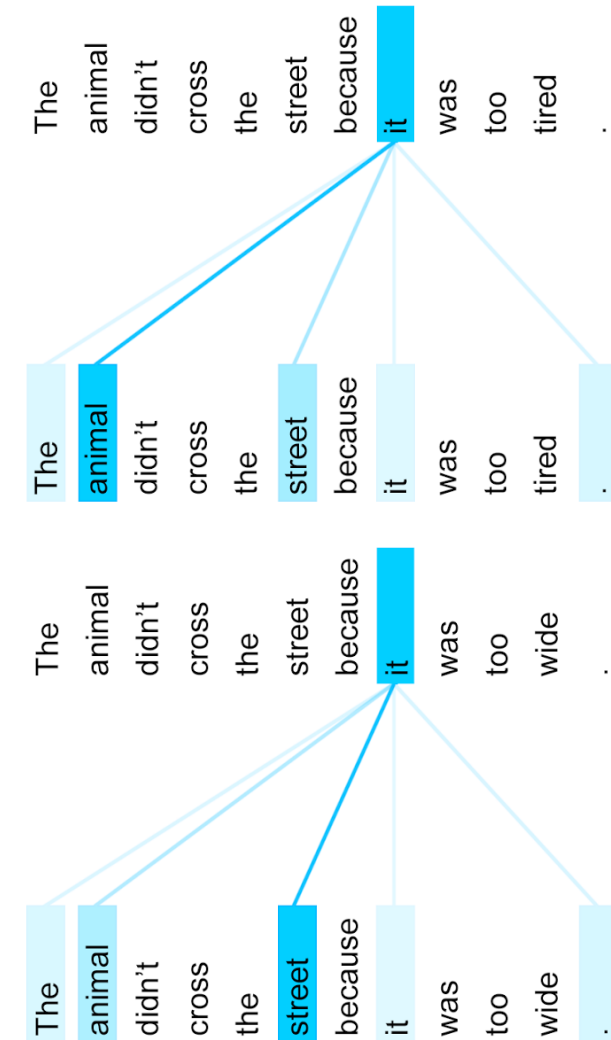 The animal didn't cross the street because it was too tired .
The animal didn't cross the street because it was too tired .
The animal didn't cross the street because it was too wide .
The animal didn't cross the street because it was too wide .